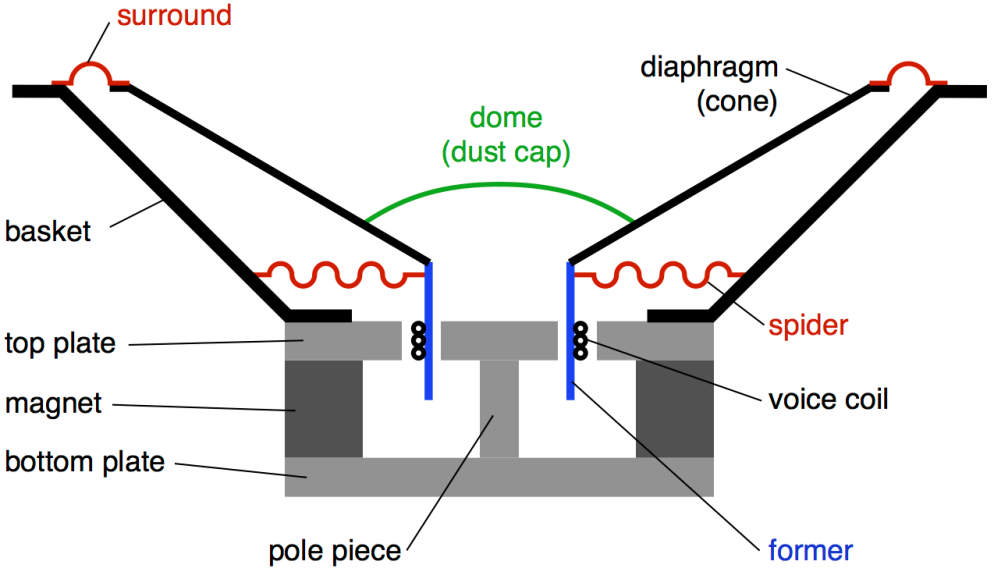 surround
diaphragm
(cone)
dome
(dust cap)
basket
spider
top plate
voice coil
magnet
bottom plate
pole piece
former